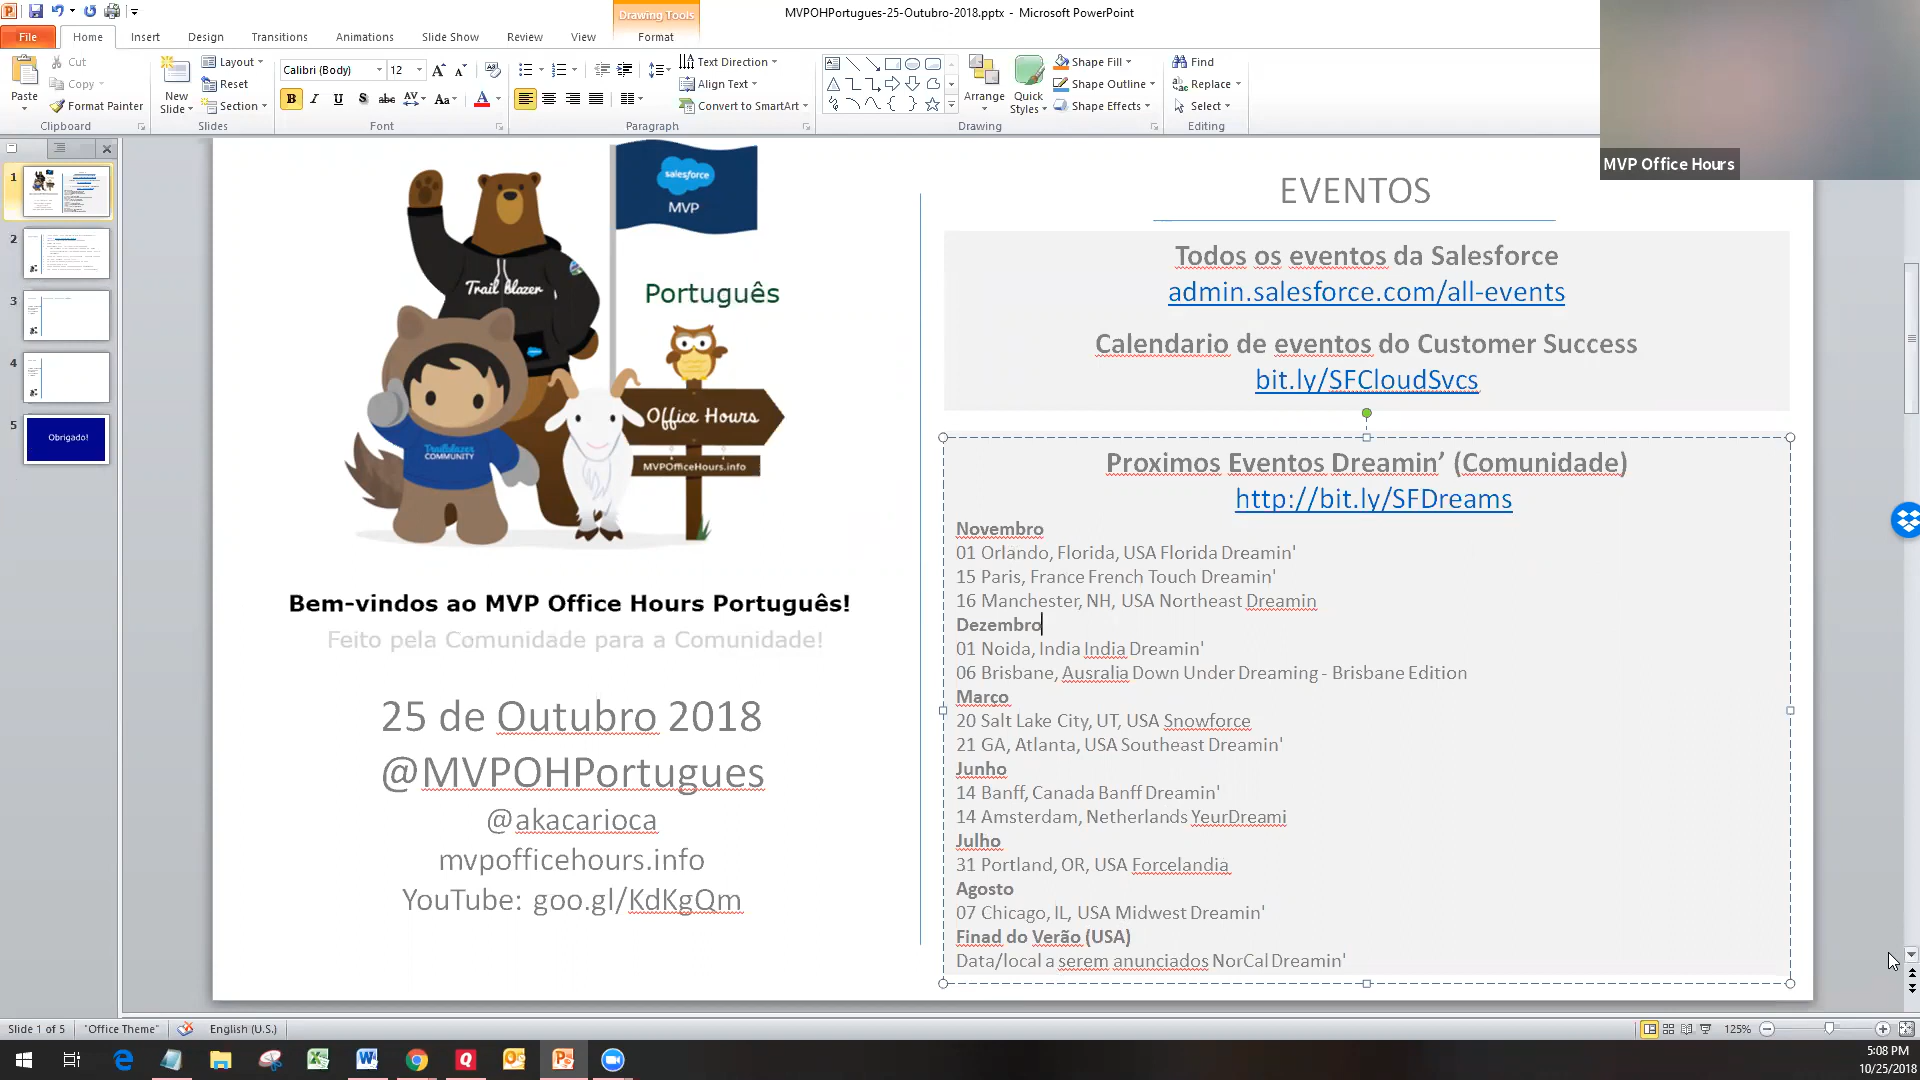 MVPOHPortugues-25-Outubro-2018.pptx - Microsoft PowerPoint
Drawing Tools
File Home Insert Design Transitions Animations Slide Show Review View Format
Cut
Copy
Format Painter
Paste
Clipboard
New Slide
Layout
Reset
Section
Slides
Calibri (Body) 12
Font
Text Direction
Align Text
Convert to SmartArt
Paragraph
Arrange
Quick Styles
Shape Fill
Shape Outline
Shape Effects
Drawing
Find
Replace
Select
Editing
MVP Office Hours
1
2
3
4
5
Obrigado!
salesforce
MVP
Trailblazer
Português
Office Hours
MVPOfficeHours.info
Trailblazer
COMMUNITY
Bem-vindos ao MVP Office Hours Português!
Feito pela Comunidade para a Comunidade!
25 de Outubro 2018
@MVPOHPortugues
@akacarioca
mvpofficehours.info
YouTube: goo.gl/KdKgQm
EVENTOS
Todos os eventos da Salesforce
admin.salesforce.com/all-events
Calendario de eventos do Customer Success
bit.ly/SFCloudSvcs
Proximos Eventos Dreamin’ (Comunidade)
http://bit.ly/SFDreams
Novembro
01 Orlando, Florida, USA Florida Dreamin'
15 Paris, France French Touch Dreamin'
16 Manchester, NH, USA Northeast Dreamin
Dezembro
01 Noida, India India Dreamin'
06 Brisbane, Ausralia Down Under Dreaming - Brisbane Edition
Março
20 Salt Lake City, UT, USA Snowforce
21 GA, Atlanta, USA Southeast Dreamin'
Junho
14 Banff, Canada Banff Dreamin'
14 Amsterdam, Netherlands YeurDreami
Julho
31 Portland, OR, USA Forcelandia
Agosto
07 Chicago, IL, USA Midwest Dreamin'
Finad do Verão (USA)
Data/local a serem anunciados NorCal Dreamin'
Slide 1 of 5 "Office Theme" English (U.S.) 125%
5:08 PM
10/25/2018